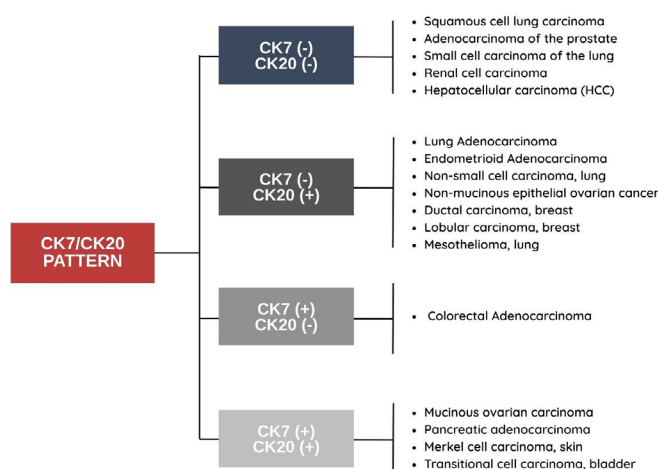 CK7/CK20
PATTERN
CK7 (-)
CK20 (-)
• Squamous cell lung carcinoma
• Adenocarcinoma of the prostate
• Small cell carcinoma of the lung
• Renal cell carcinoma
• Hepatocellular carcinoma (HCC)
CK7 (-)
CK20 (+)
• Lung Adenocarcinoma
• Endometrioid Adenocarcinoma
• Non-small cell carcinoma, lung
• Non-mucinous epithelial ovarian cancer
• Ductal carcinoma, breast
• Lobular carcinoma, breast
• Mesothelioma, lung
CK7 (+)
CK20 (-)
• Colorectal Adenocarcinoma
CK7 (+)
CK20 (+)
• Mucinous ovarian carcinoma
• Pancreatic adenocarcinoma
• Merkel cell carcinoma, skin
• Transitional cell carcinoma, bladder